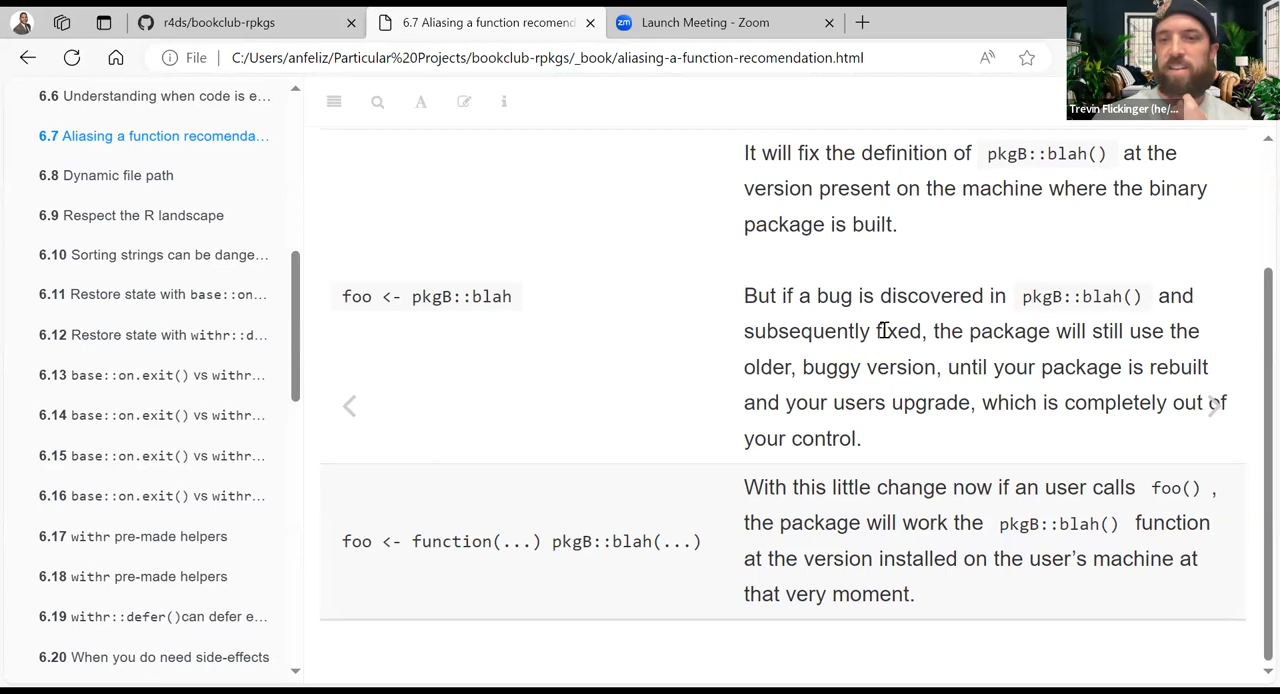 r4ds/bookclub-rpkgs
6.7 Aliasing a function recomend
zm Launch Meeting - Zoom
File C:/Users/anfeliz/Particular%20Projects/bookclub-rpkgs/_book/aliasing-a-function-recomendation.html
Trevin Flickinger (he/...
6.6 Understanding when code is e...
6.7 Aliasing a function recomenda...
6.8 Dynamic file path
6.9 Respect the R landscape
6.10 Sorting strings can be dange...
6.11 Restore state with base::on...
6.12 Restore state with withr::d...
6.13 base::on.exit() vs withr...
6.14 base::on.exit() vs withr...
6.15 base::on.exit() vs withr...
6.16 base::on.exit() vs withr...
6.17 withr pre-made helpers
6.18 withr pre-made helpers
6.19 withr::defer()can defer e...
6.20 When you do need side-effects
It will fix the definition of pkgB::blah() at the
version present on the machine where the binary
package is built.
foo <- pkgB::blah
But if a bug is discovered in pkgB::blah() and
subsequently fixed, the package will still use the
older, buggy version, until your package is rebuilt
and your users upgrade, which is completely out of
your control.
foo <- function(...) pkgB::blah(...)
With this little change now if an user calls foo() ,
the package will work the pkgB::blah() function
at the version installed on the user's machine at
that very moment.